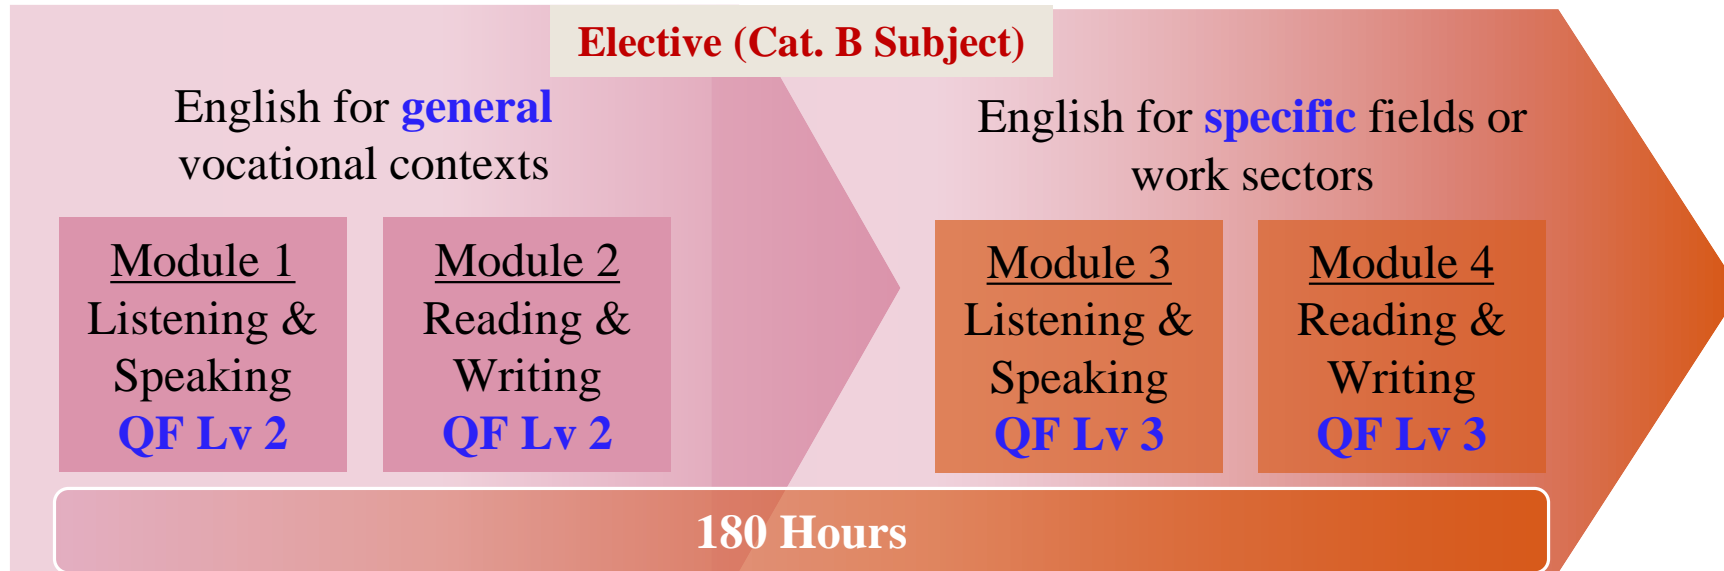 Elective (Cat. B Subject)
English for general
vocational contexts
Module 1
Listening &
Speaking
QF Lv 2
Module 2
Reading &
Writing
QF Lv 2
English for specific fields or
work sectors
Module 3
Listening &
Speaking
QF Lv 3
Module 4
Reading &
Writing
QF Lv 3
180 Hours